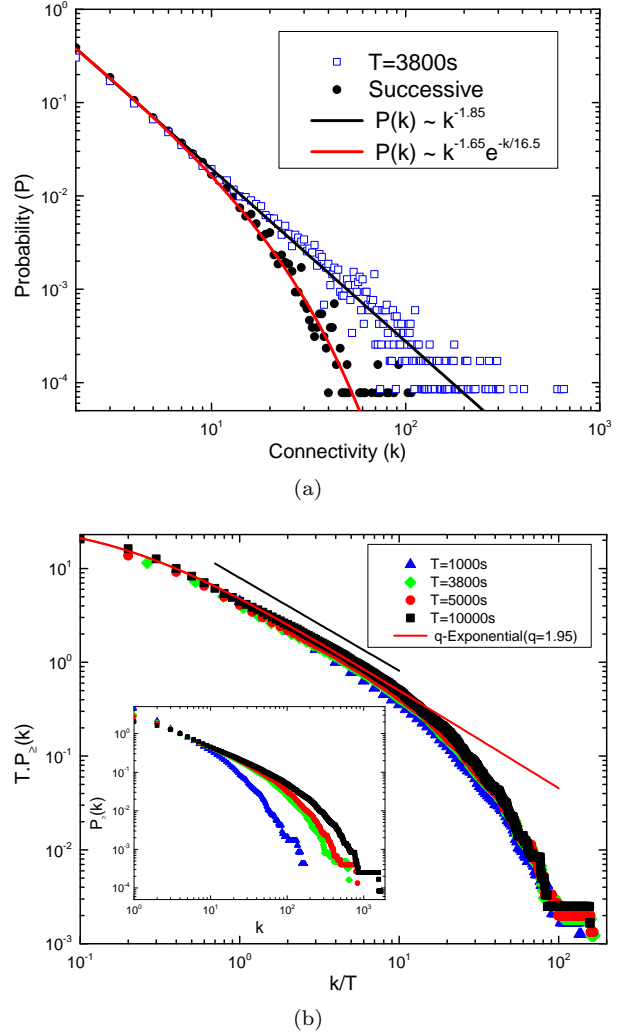 10^0
10^-1
10^-2
10^-3
10^-4
Probability (P)
T=3800s
Successive
P(k) ~ k^-1.85
P(k) ~ k^-1.65 e^-k/16.5
10^1
10^2
10^3
Connectivity (k)
(a)
10^1
10^0
10^-1
10^-2
10^-3
T.P≥(k)
T=1000s
T=3800s
T=5000s
T=10000s
q-Exponential(q=1.95)
10^0
10^-1
10^-2
10^-3
10^-4
P≥(k)
10^0
10^1
10^2
10^3
k
10^-1
10^0
10^1
10^2
k/T
(b)